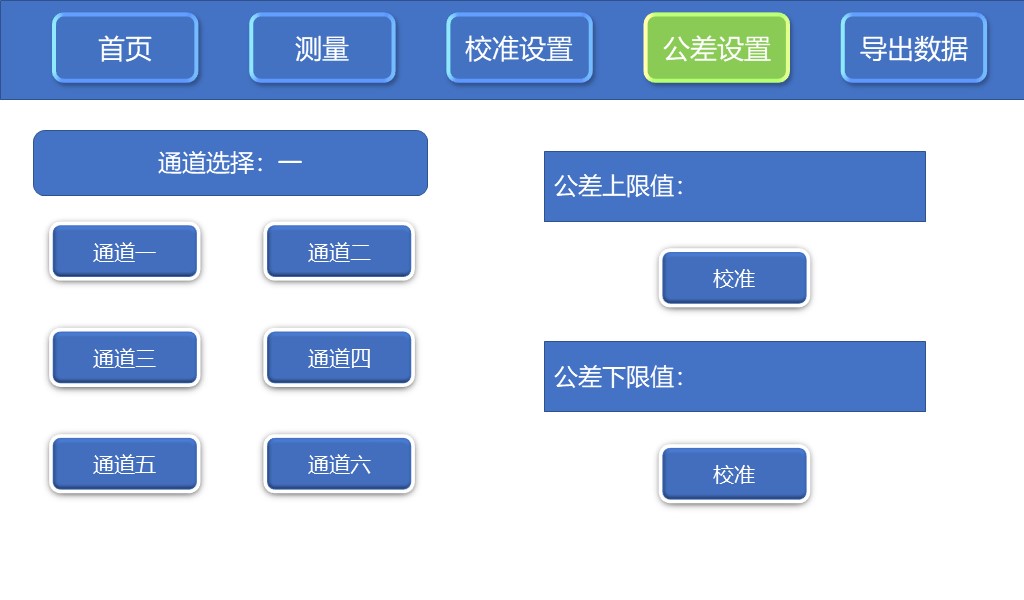 首页
测量
校准设置
公差设置
导出数据
通道选择：一
通道一
通道二
通道三
通道四
通道五
通道六
公差上限值：
校准
公差下限值：
校准